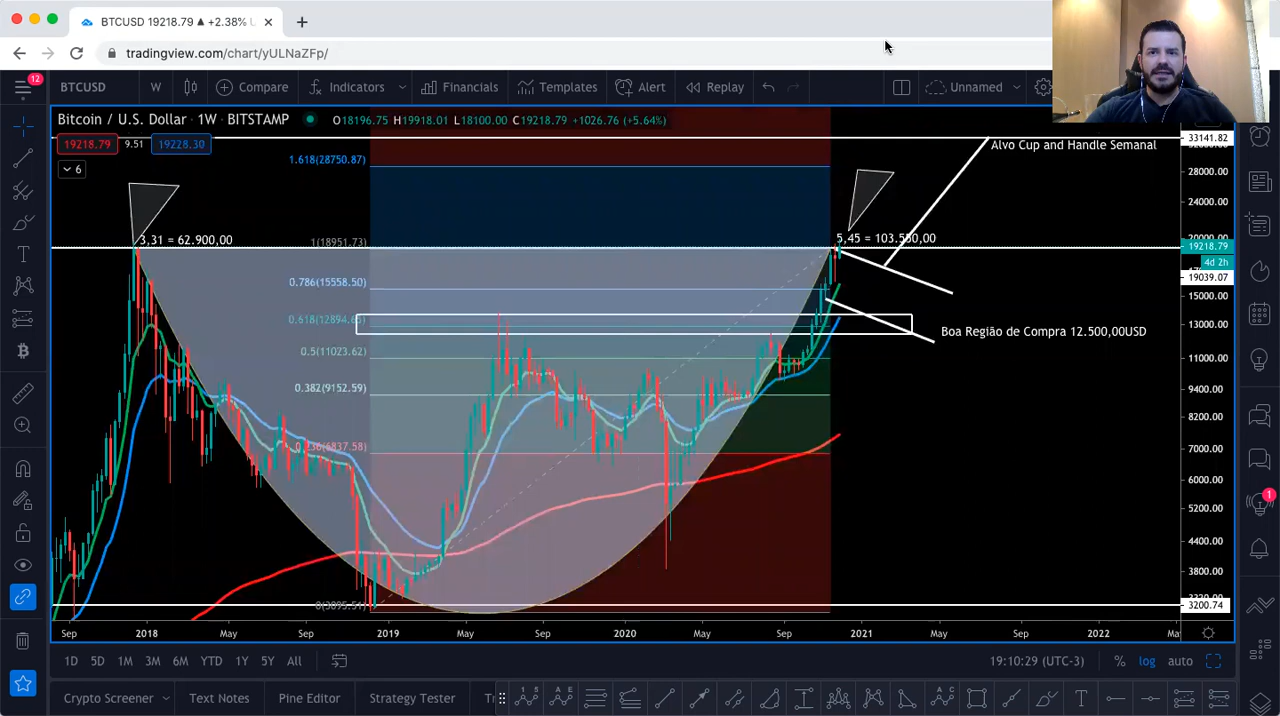 BTCUSD 19218.79 ▲ +2.38%
tradingview.com/chart/yULNaZFp/
12
BTCUSD W Compare Indicators Financials Templates Alert Replay Unnamed
Bitcoin / U.S. Dollar · 1W · BITSTAMP O18196.75 H19918.01 L18100.00 C19218.79 +1026.76 (+5.64%)
19218.79 9.51 19228.30
6
33141.82
Alvo Cup and Handle Semanal
1.618(28750.87)
28000.00
24000.00
3,31 = 62.900,00
1(18951.73)
5,45 = 103.550,00
19218.79
4d 2h
19039.07
0.786(15558.50)
15000.00
0.618(12894.65)
13000.00
Boa Região de Compra 12.500,00USD
0.5(11023.62)
11000.00
0.382(9152.59)
9400.00
8200.00
0.236(6837.58)
7000.00
6000.00
5200.00
4400.00
3800.00
3200.74
Sep 2018 May Sep 2019 May Sep 2020 May Sep 2021 May Sep 2022
1D 5D 1M 3M 6M YTD 1Y 5Y All
19:10:29 (UTC-3) % log auto
1
Crypto Screener Text Notes Pine Editor Strategy Tester